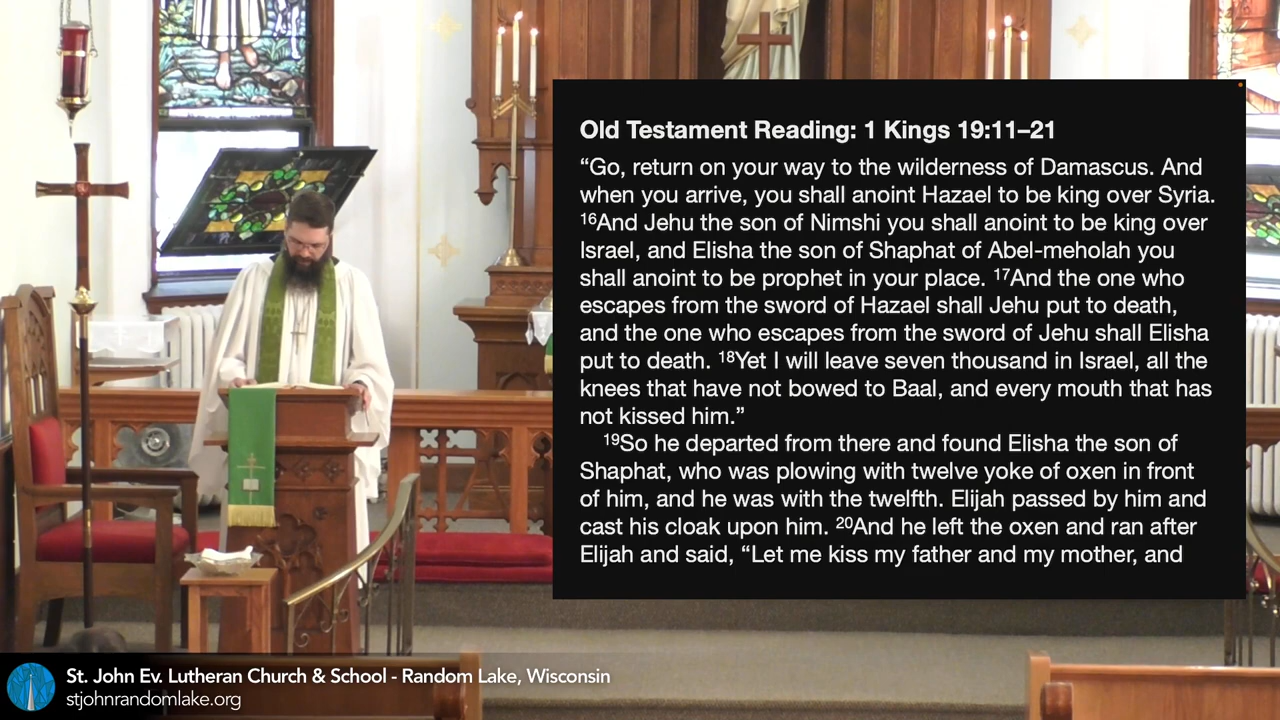 Old Testament Reading: 1 Kings 19:11–21
“Go, return on your way to the wilderness of Damascus. And
when you arrive, you shall anoint Hazael to be king over Syria.
¹⁶And Jehu the son of Nimshi you shall anoint to be king over
Israel, and Elisha the son of Shaphat of Abel-meholah you
shall anoint to be prophet in your place. ¹⁷And the one who
escapes from the sword of Hazael shall Jehu put to death,
and the one who escapes from the sword of Jehu shall Elisha
put to death. ¹⁸Yet I will leave seven thousand in Israel, all the
knees that have not bowed to Baal, and every mouth that has
not kissed him.”
¹⁹So he departed from there and found Elisha the son of
Shaphat, who was plowing with twelve yoke of oxen in front
of him, and he was with the twelfth. Elijah passed by him and
cast his cloak upon him. ²⁰And he left the oxen and ran after
Elijah and said, “Let me kiss my father and my mother, and
St. John Ev. Lutheran Church & School - Random Lake, Wisconsin
stjohnrandomlake.org